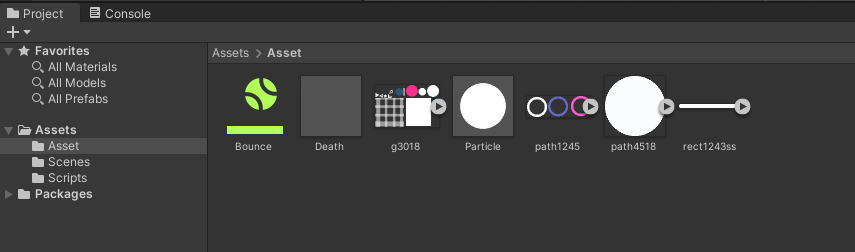 Project
Console
Favorites
All Materials
All Models
All Prefabs
Assets
Asset
Scenes
Scripts
Packages
Assets > Asset
Bounce
Death
g3018
Particle
path1245
path4518
rect1243ss